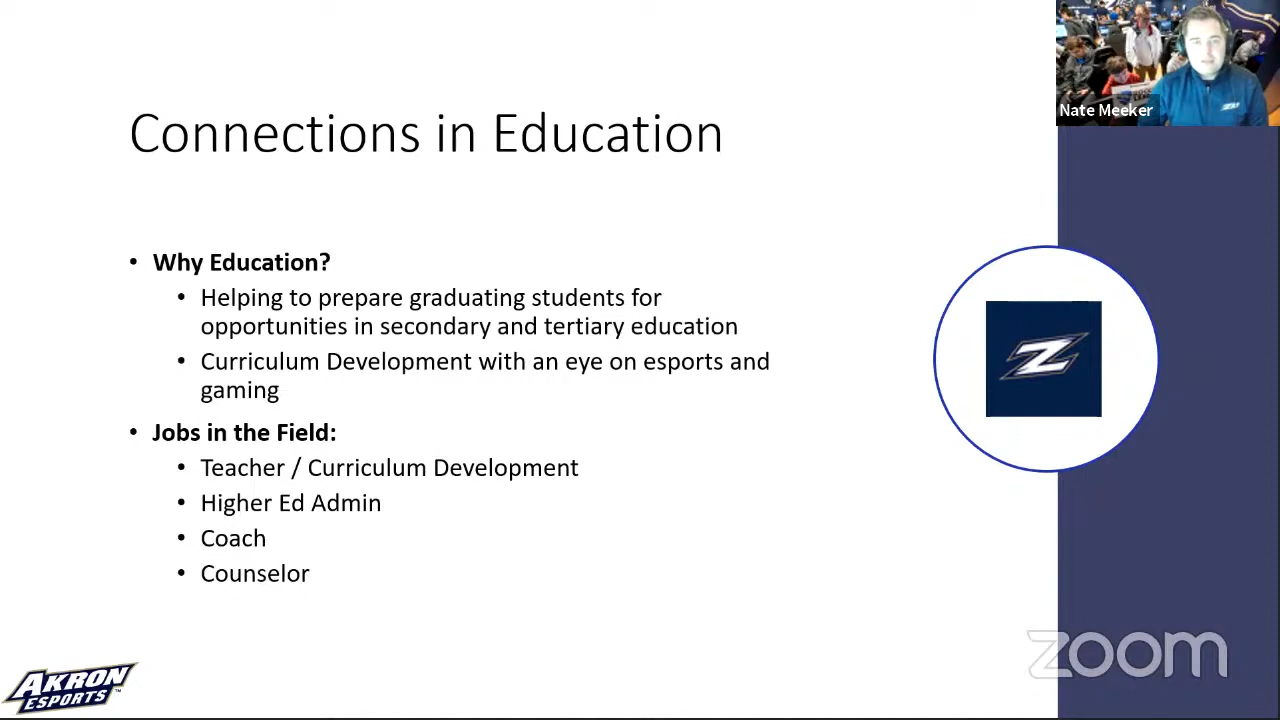 Nate Meeker
Connections in Education
• Why Education?
• Helping to prepare graduating students for
opportunities in secondary and tertiary education
• Curriculum Development with an eye on esports and
gaming
• Jobs in the Field:
• Teacher / Curriculum Development
• Higher Ed Admin
• Coach
• Counselor
Z
zoom
AKRON
ESPORTS™